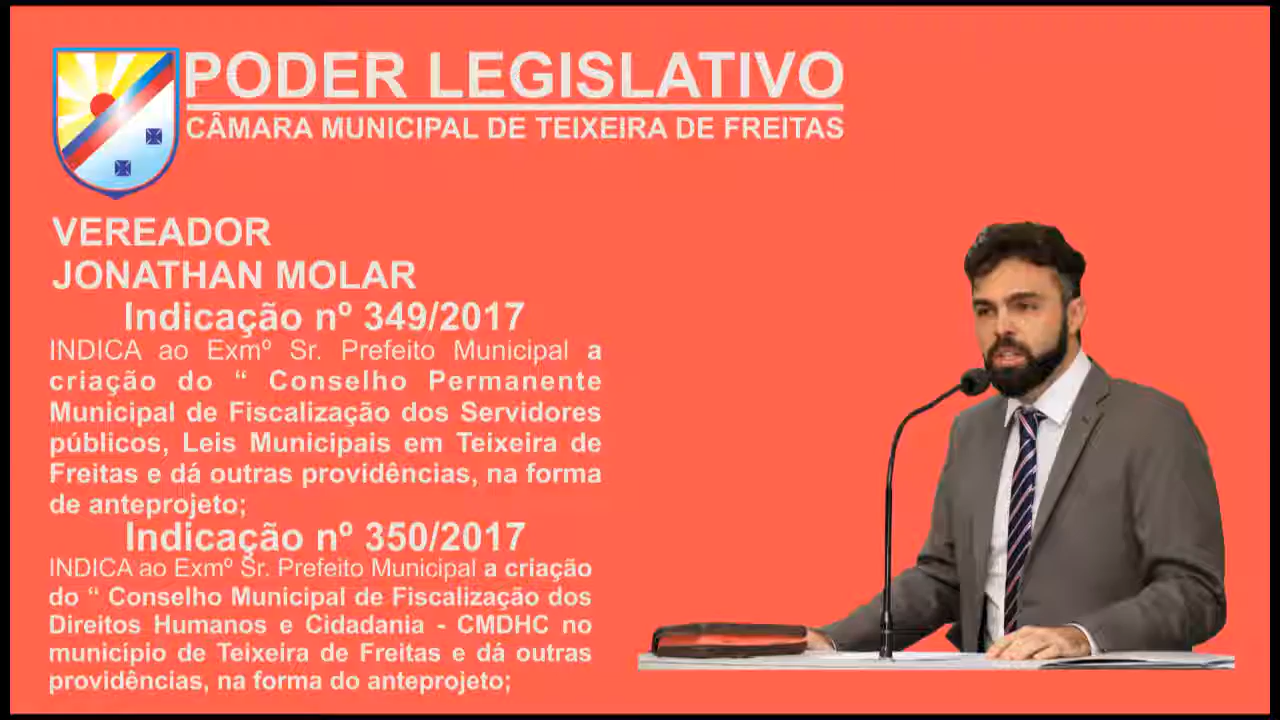 PODER LEGISLATIVO
CÂMARA MUNICIPAL DE TEIXEIRA DE FREITAS
VEREADOR
JONATHAN MOLAR
Indicação nº 349/2017
INDICA ao Exmº Sr. Prefeito Municipal a
criação do “ Conselho Permanente
Municipal de Fiscalização dos Servidores
públicos, Leis Municipais em Teixeira de
Freitas e dá outras providências, na forma
de anteprojeto;
Indicação nº 350/2017
INDICA ao Exmº Sr. Prefeito Municipal a criação
do “ Conselho Municipal de Fiscalização dos
Direitos Humanos e Cidadania - CMDHC no
município de Teixeira de Freitas e dá outras
providências, na forma do anteprojeto;